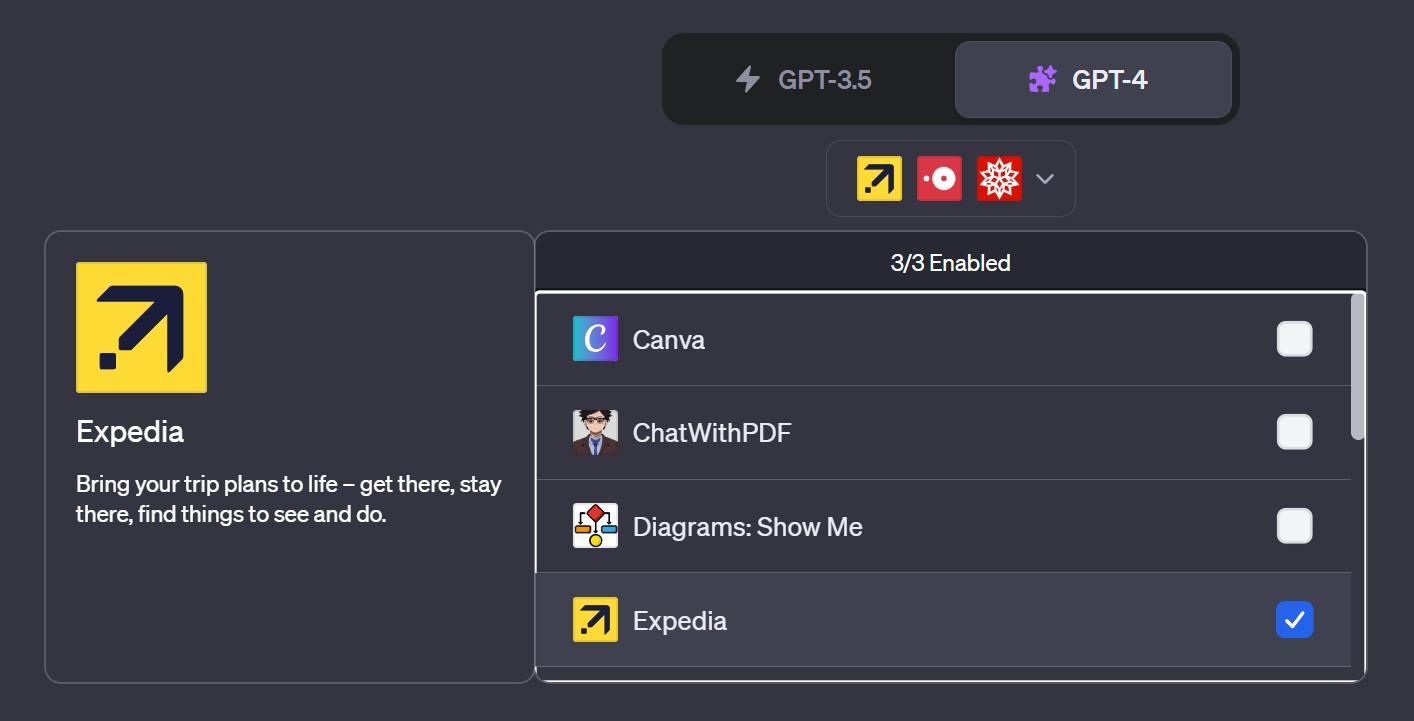 GPT-3.5
GPT-4
Expedia
Bring your trip plans to life – get there, stay
there, find things to see and do.
3/3 Enabled
C
Canva
ChatWithPDF
Diagrams: Show Me
Expedia